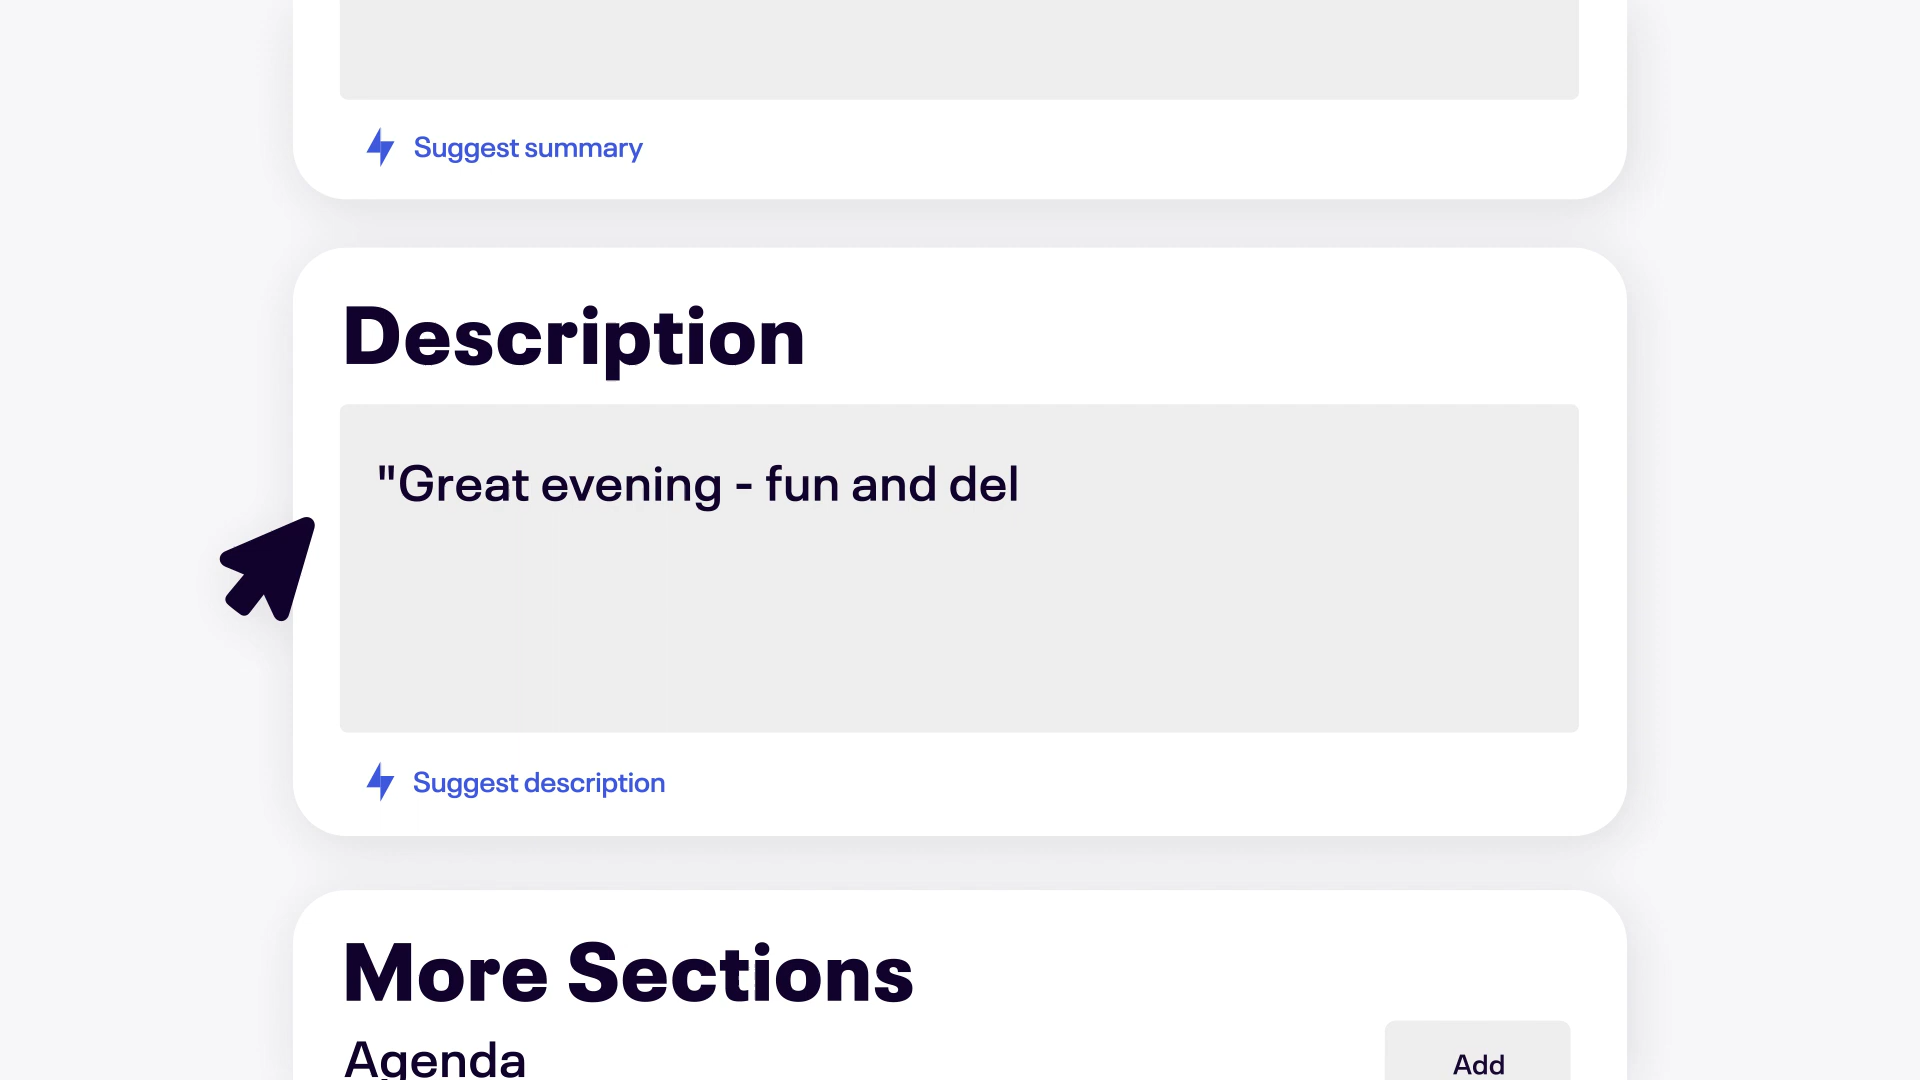 Suggest summary
Description
"Great evening - fun and del
Suggest description
More Sections
Agenda
Add